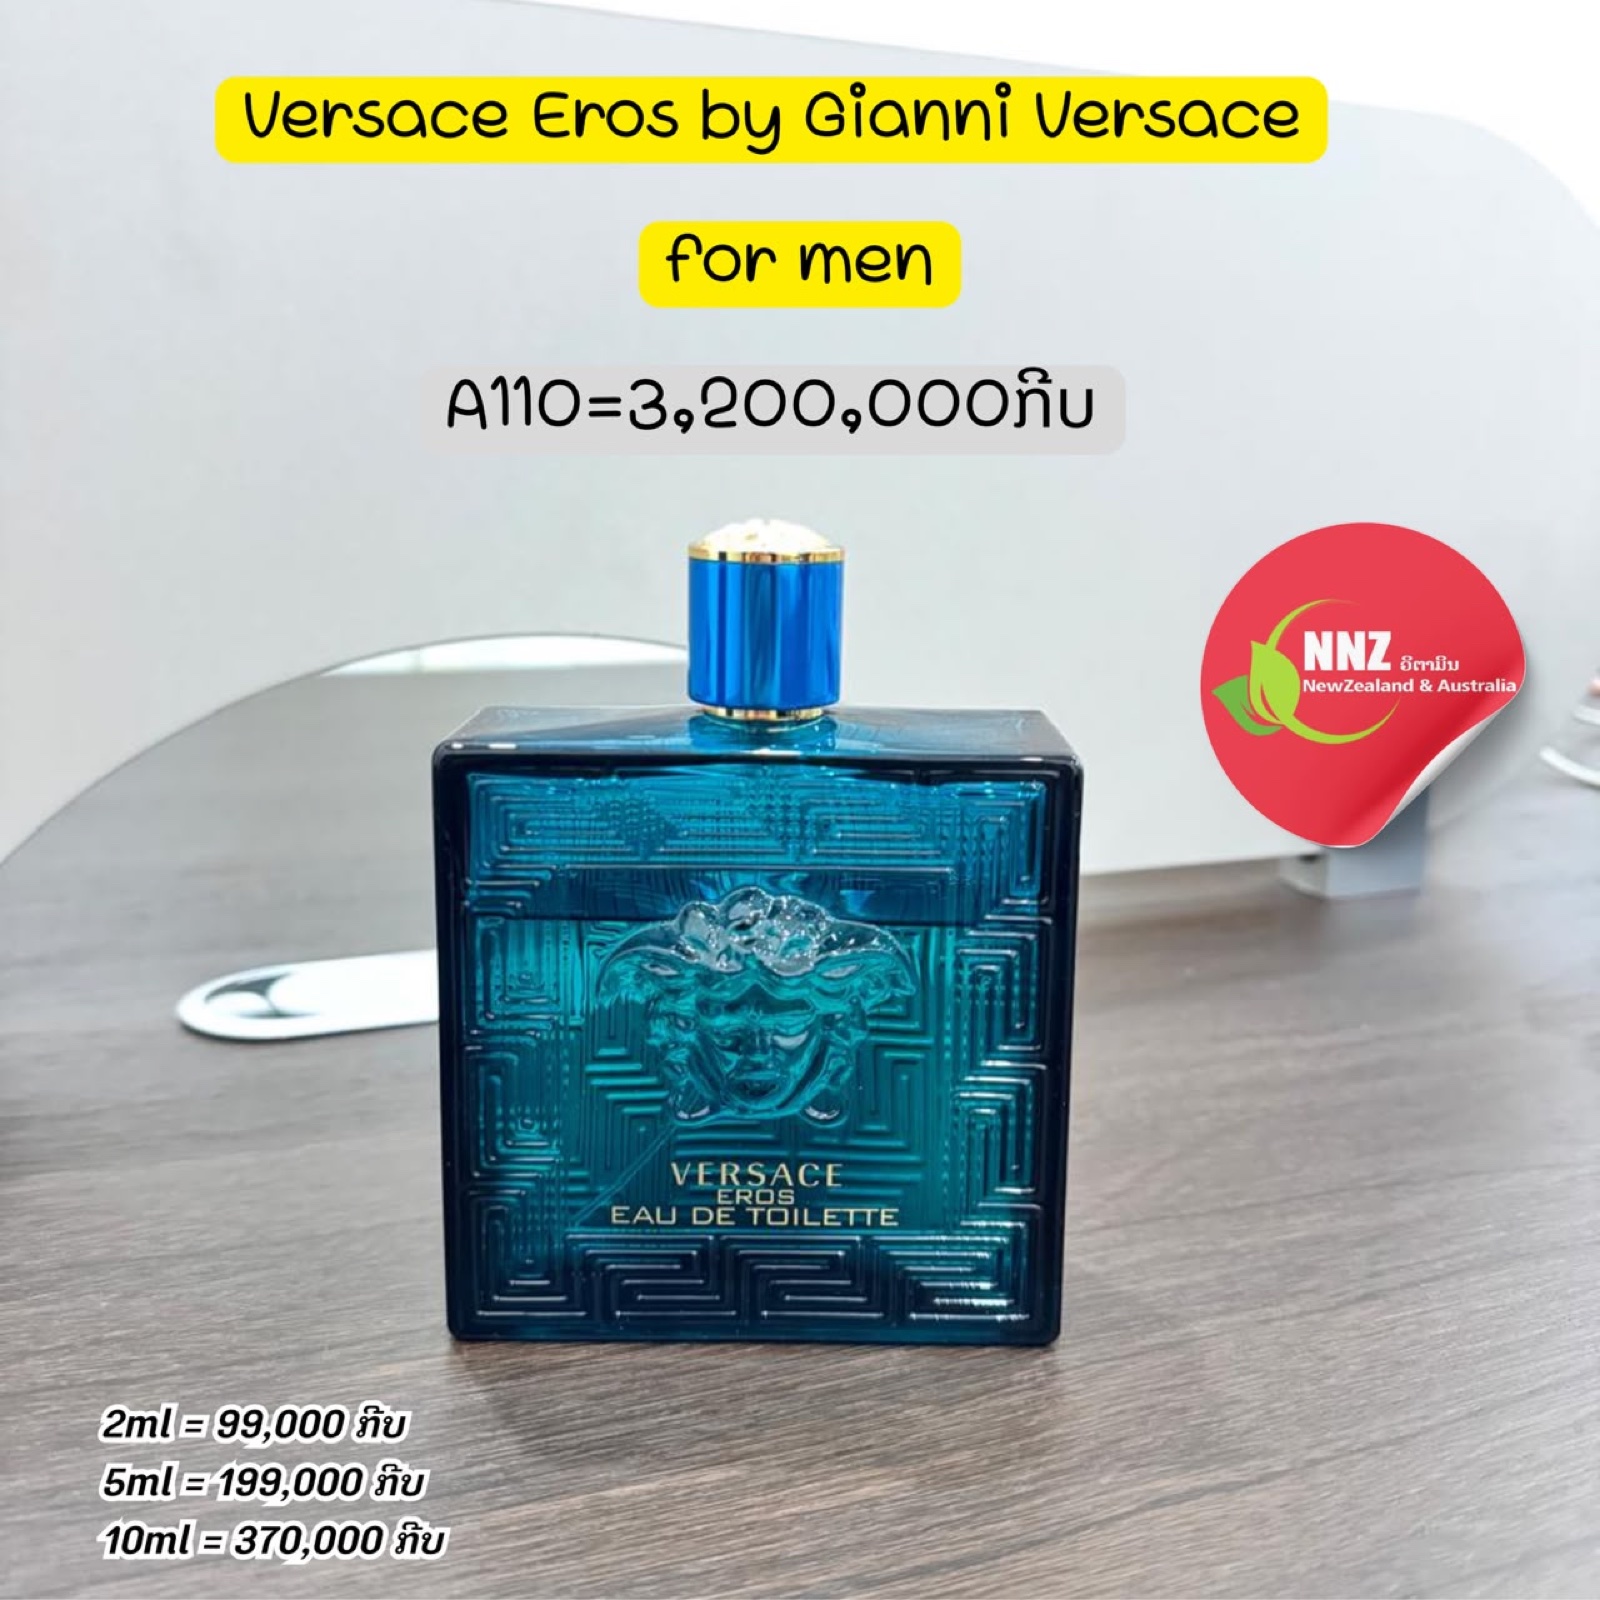 Versace Eros by Gianni Versace
for men
A110=3,200,000ກີບ
NNZ ວິຕາມິນ
NewZealand & Australia
VERSACE
EROS
EAU DE TOILETTE
2ml = 99,000 ກີບ
5ml = 199,000 ກີບ
10ml = 370,000 ກີບ